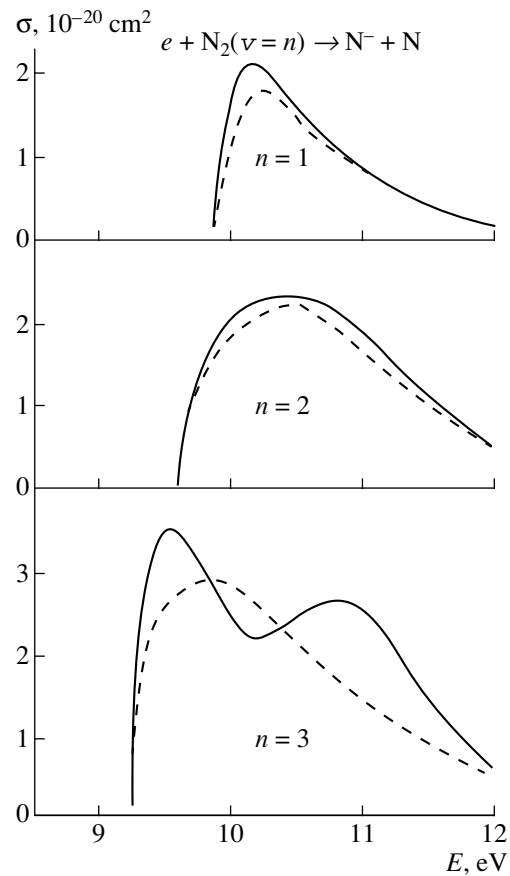 σ, 10⁻²⁰ cm²
e + N₂(v = n) → N⁻ + N
2
1
n = 1
0
2
1
n = 2
0
3
2
1
n = 3
0
9 10 11 12
E, eV